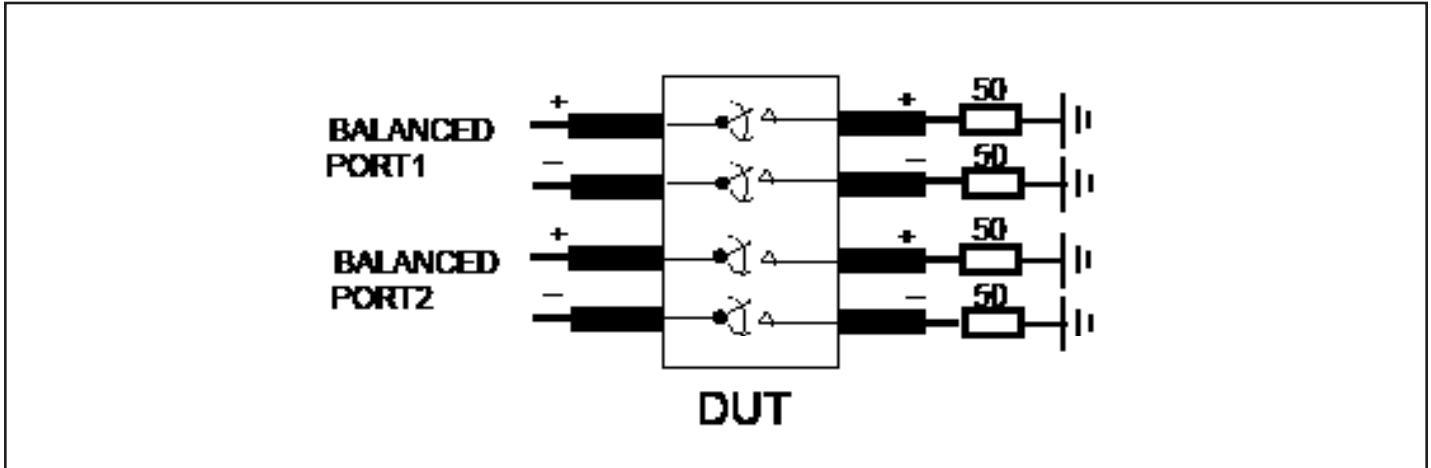 + + 50
BALANCED
PORT1
− − 50
+ + 50
BALANCED
PORT2
− − 50
DUT